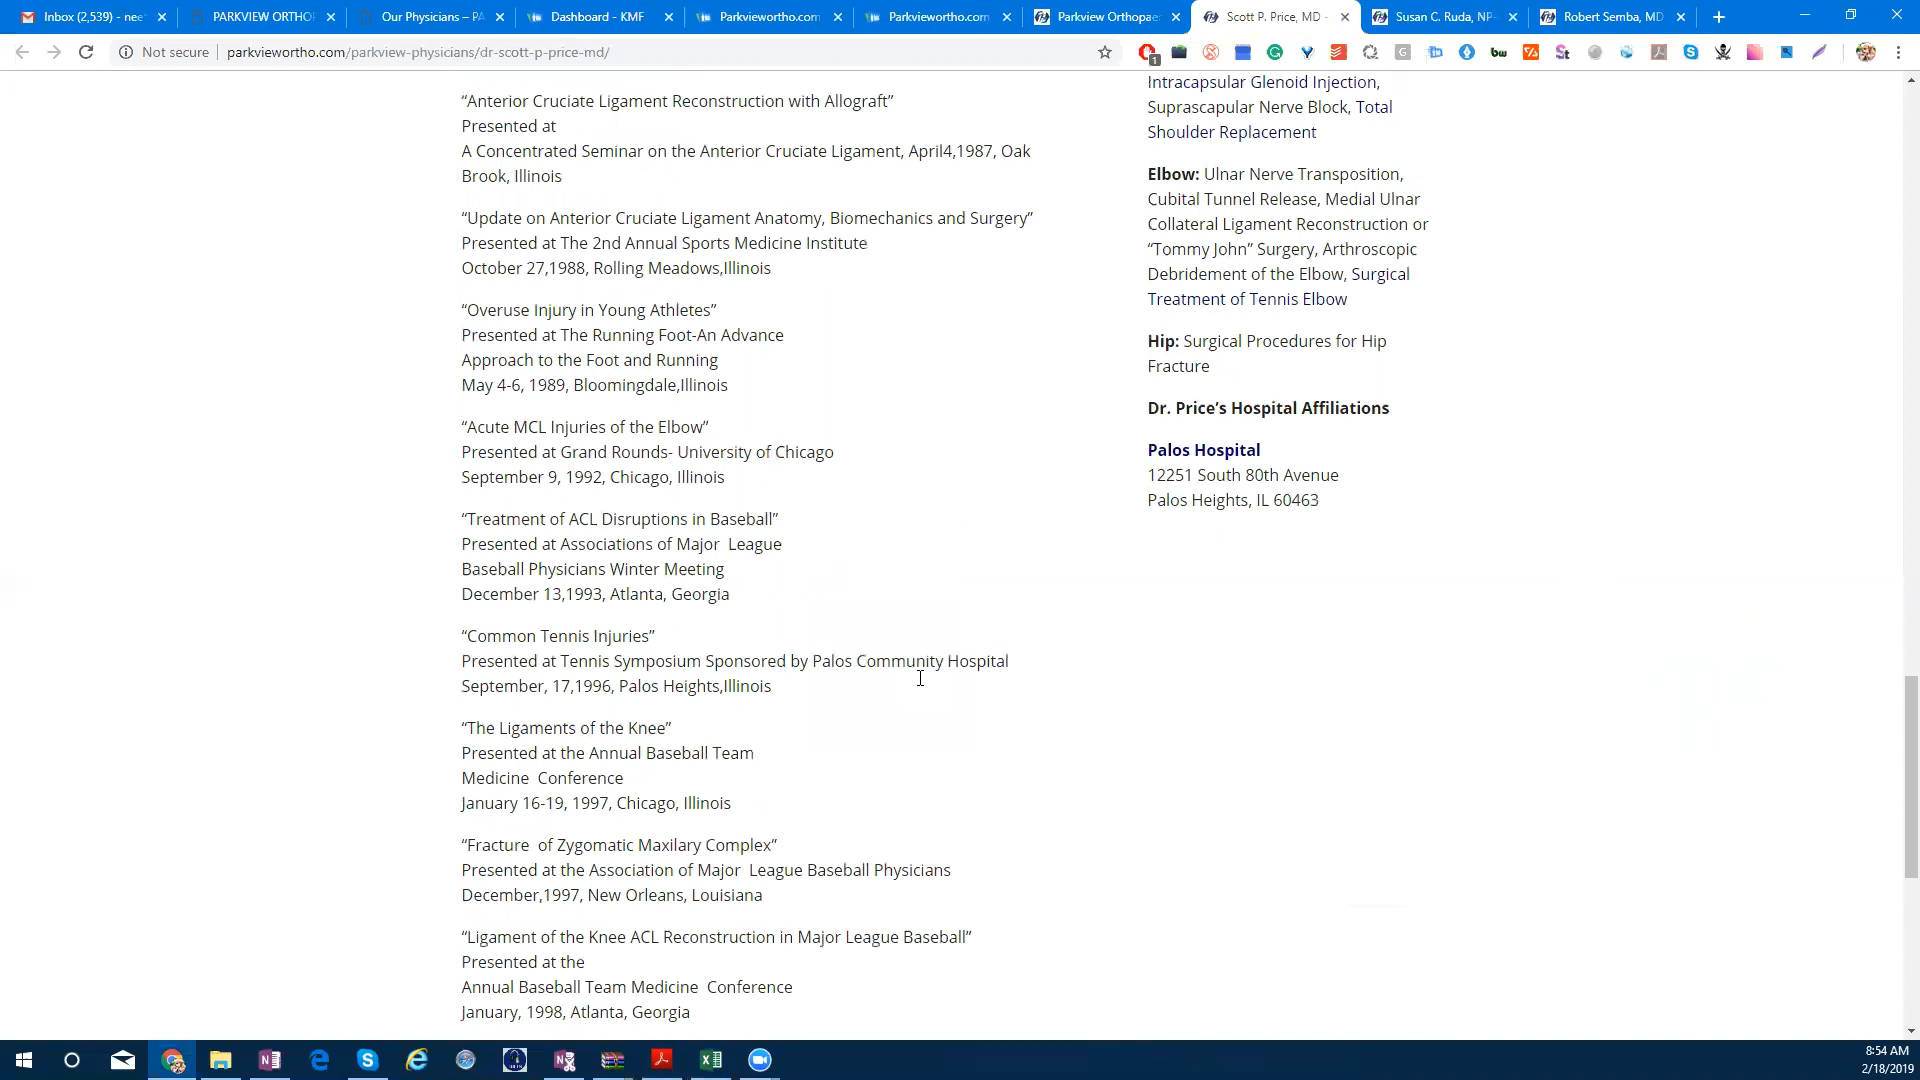 Inbox (2,539) - nee
PARKVIEW ORTHO
Our Physicians – PA
Dashboard - KMF
Parkviewortho.com
Parkviewortho.com
Parkview Orthopae
Scott P. Price, MD -
Susan C. Ruda, NP-
Robert Semba, MD
Not secure
parkviewortho.com/parkview-physicians/dr-scott-p-price-md/
“Anterior Cruciate Ligament Reconstruction with Allograft”
Presented at
A Concentrated Seminar on the Anterior Cruciate Ligament, April4,1987, Oak
Brook, Illinois
“Update on Anterior Cruciate Ligament Anatomy, Biomechanics and Surgery”
Presented at The 2nd Annual Sports Medicine Institute
October 27,1988, Rolling Meadows,Illinois
“Overuse Injury in Young Athletes”
Presented at The Running Foot-An Advance
Approach to the Foot and Running
May 4-6, 1989, Bloomingdale,Illinois
“Acute MCL Injuries of the Elbow”
Presented at Grand Rounds- University of Chicago
September 9, 1992, Chicago, Illinois
“Treatment of ACL Disruptions in Baseball”
Presented at Associations of Major  League
Baseball Physicians Winter Meeting
December 13,1993, Atlanta, Georgia
“Common Tennis Injuries”
Presented at Tennis Symposium Sponsored by Palos Community Hospital
September, 17,1996, Palos Heights,Illinois
“The Ligaments of the Knee”
Presented at the Annual Baseball Team
Medicine  Conference
January 16-19, 1997, Chicago, Illinois
“Fracture  of Zygomatic Maxilary Complex”
Presented at the Association of Major  League Baseball Physicians
December,1997, New Orleans, Louisiana
“Ligament of the Knee ACL Reconstruction in Major League Baseball”
Presented at the
Annual Baseball Team Medicine  Conference
January, 1998, Atlanta, Georgia
Intracapsular Glenoid Injection,
Suprascapular Nerve Block, Total
Shoulder Replacement
Elbow: Ulnar Nerve Transposition,
Cubital Tunnel Release, Medial Ulnar
Collateral Ligament Reconstruction or
“Tommy John” Surgery, Arthroscopic
Debridement of the Elbow, Surgical
Treatment of Tennis Elbow
Hip: Surgical Procedures for Hip
Fracture
Dr. Price’s Hospital Affiliations
Palos Hospital
12251 South 80th Avenue
Palos Heights, IL 60463
8:54 AM
2/18/2019